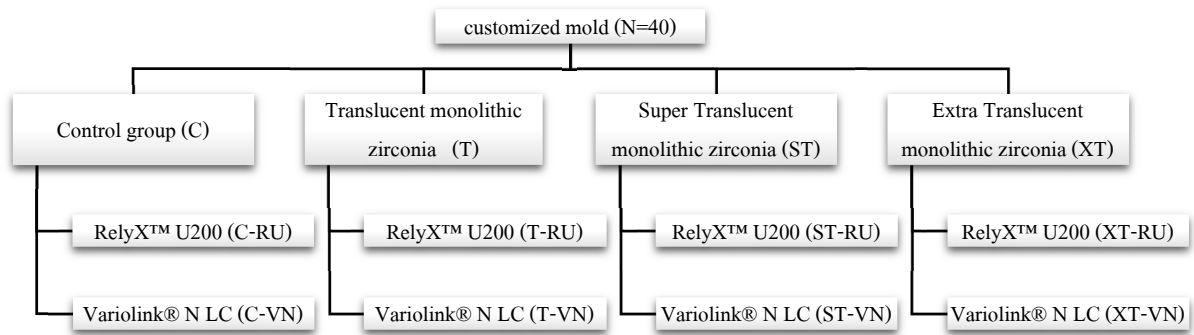 customized mold (N=40)
Control group (C)
Translucent monolithic
zirconia (T)
Super Translucent
monolithic zirconia (ST)
Extra Translucent
monolithic zirconia (XT)
RelyX™ U200 (C-RU)
RelyX™ U200 (T-RU)
RelyX™ U200 (ST-RU)
RelyX™ U200 (XT-RU)
Variolink® N LC (C-VN)
Variolink® N LC (T-VN)
Variolink® N LC (ST-VN)
Variolink® N LC (XT-VN)